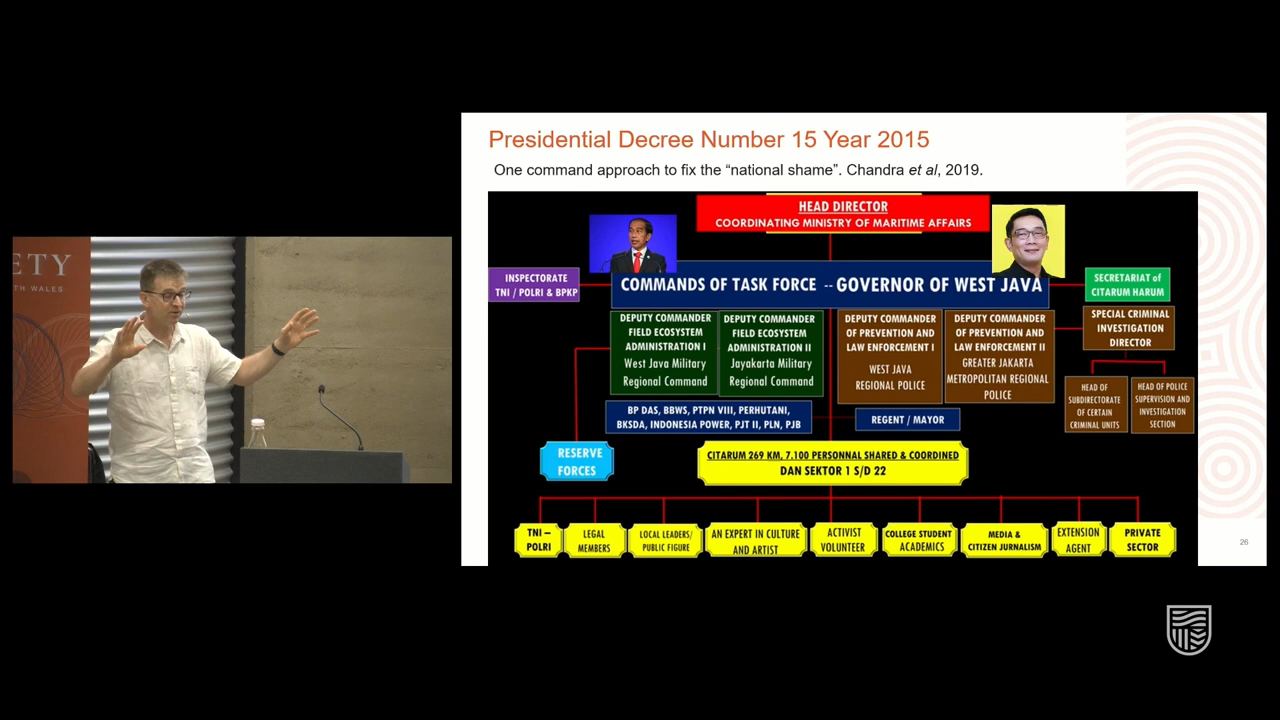 ETY
TH WALES
Presidential Decree Number 15 Year 2015
One command approach to fix the “national shame”. Chandra et al, 2019.
HEAD DIRECTOR
COORDINATING MINISTRY OF MARITIME AFFAIRS
INSPECTORATE
TNI / POLRI & BPKP
COMMANDS OF TASK FORCE -- GOVERNOR OF WEST JAVA
SECRETARIAT of
CITARUM HARUM
DEPUTY COMMANDER
FIELD ECOSYSTEM
ADMINISTRATION I
West Java Military
Regional Command
DEPUTY COMMANDER
FIELD ECOSYSTEM
ADMINISTRATION II
Jayakarta Military
Regional Command
DEPUTY COMMANDER
OF PREVENTION AND
LAW ENFORCEMENT I
WEST JAVA
REGIONAL POLICE
DEPUTY COMMANDER
OF PREVENTION AND
LAW ENFORCEMENT II
GREATER JAKARTA
METROPOLITAN REGIONAL
POLICE
SPECIAL CRIMINAL
INVESTIGATION
DIRECTOR
HEAD OF
SUBDIRECTORATE
OF CERTAIN
CRIMINAL UNITS
HEAD OF POLICE
SUPERVISION AND
INVESTIGATION
SECTION
BP DAS, BBWS, PTPN VIII, PERHUTANI,
BKSDA, INDONESIA POWER, PJT II, PLN, PJB
REGENT / MAYOR
RESERVE
FORCES
CITARUM 269 KM, 7.100 PERSONNAL SHARED & COORDINED
DAN SEKTOR 1 S/D 22
TNI –
POLRI
LEGAL
MEMBERS
LOCAL LEADERS/
PUBLIC FIGURE
AN EXPERT IN CULTURE
AND ARTIST
ACTIVIST
VOLUNTEER
COLLEGE STUDENT
ACADEMICS
MEDIA &
CITIZEN JURNALISM
EXTENSION
AGENT
PRIVATE
SECTOR
26